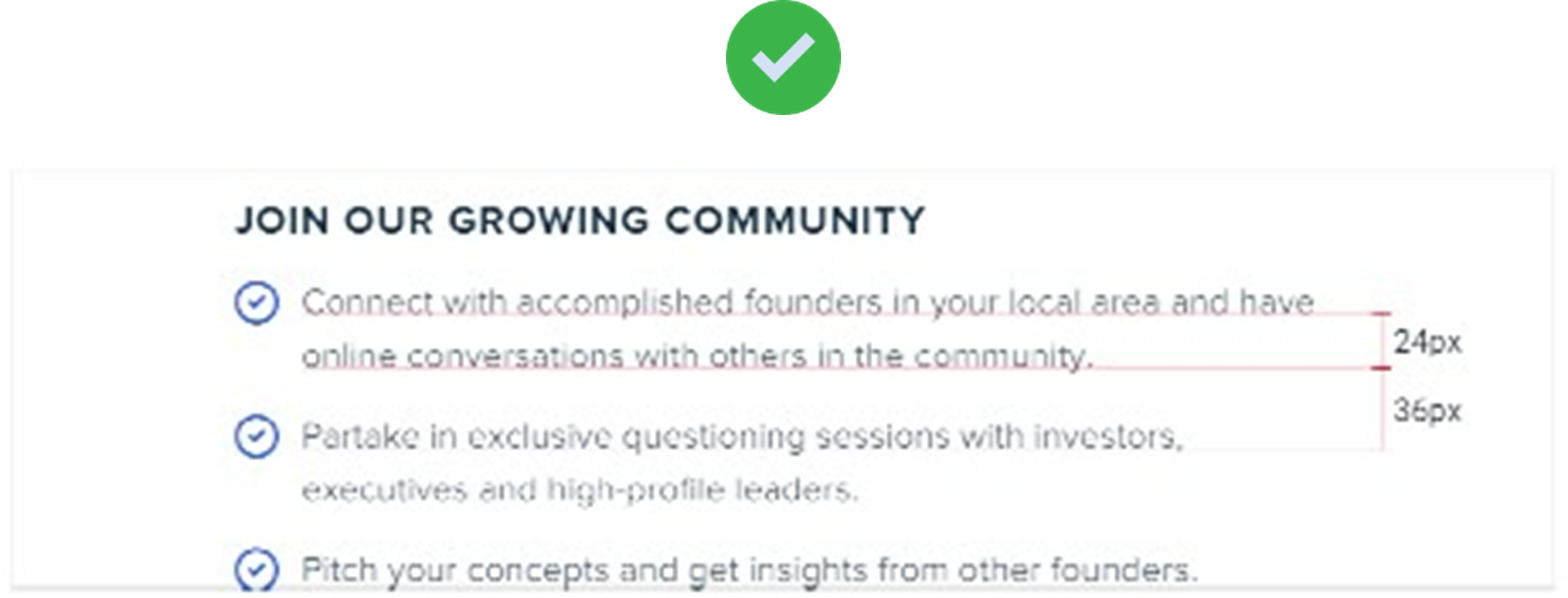 JOIN OUR GROWING COMMUNITY
Connect with accomplished founders in your local area and have
24px
online conversations with others in the community.
36px
Partake in exclusive questioning sessions with investors,
executives and high-profile leaders.
Pitch your concepts and get insights from other founders.